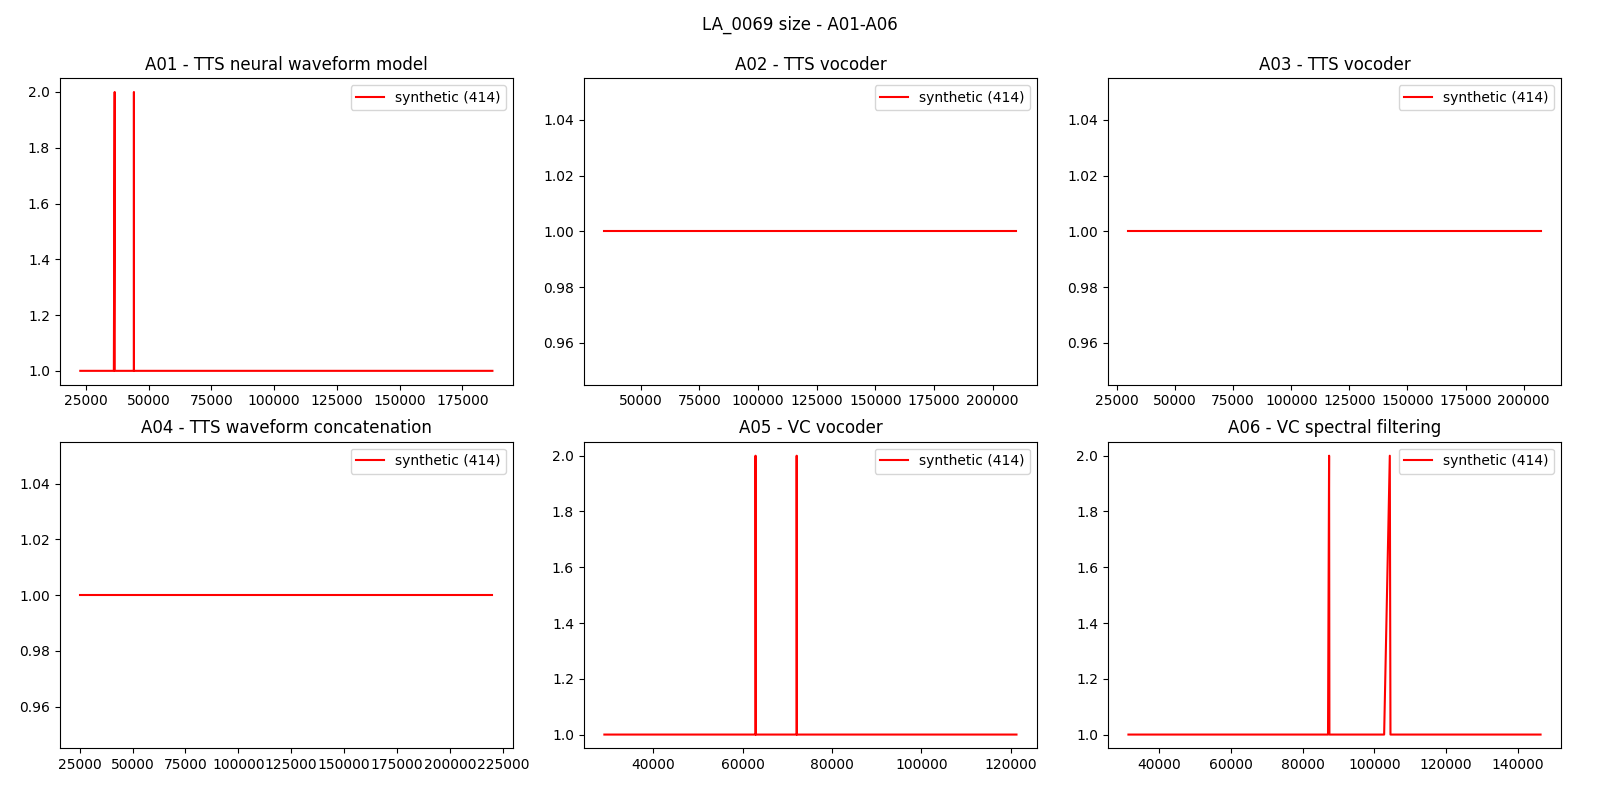 LA_0069 size - A01-A06
A01 - TTS neural waveform model
synthetic (414)
2.0
1.8
1.6
1.4
1.2
1.0
25000 50000 75000 100000 125000 150000 175000
A02 - TTS vocoder
synthetic (414)
1.04
1.02
1.00
0.98
0.96
50000 75000 100000 125000 150000 175000 200000
A03 - TTS vocoder
synthetic (414)
1.04
1.02
1.00
0.98
0.96
25000 50000 75000 100000 125000 150000 175000 200000
A04 - TTS waveform concatenation
synthetic (414)
1.04
1.02
1.00
0.98
0.96
25000 50000 75000 100000 125000 150000 175000 200000 225000
A05 - VC vocoder
synthetic (414)
2.0
1.8
1.6
1.4
1.2
1.0
40000 60000 80000 100000 120000
A06 - VC spectral filtering
synthetic (414)
2.0
1.8
1.6
1.4
1.2
1.0
40000 60000 80000 100000 120000 140000